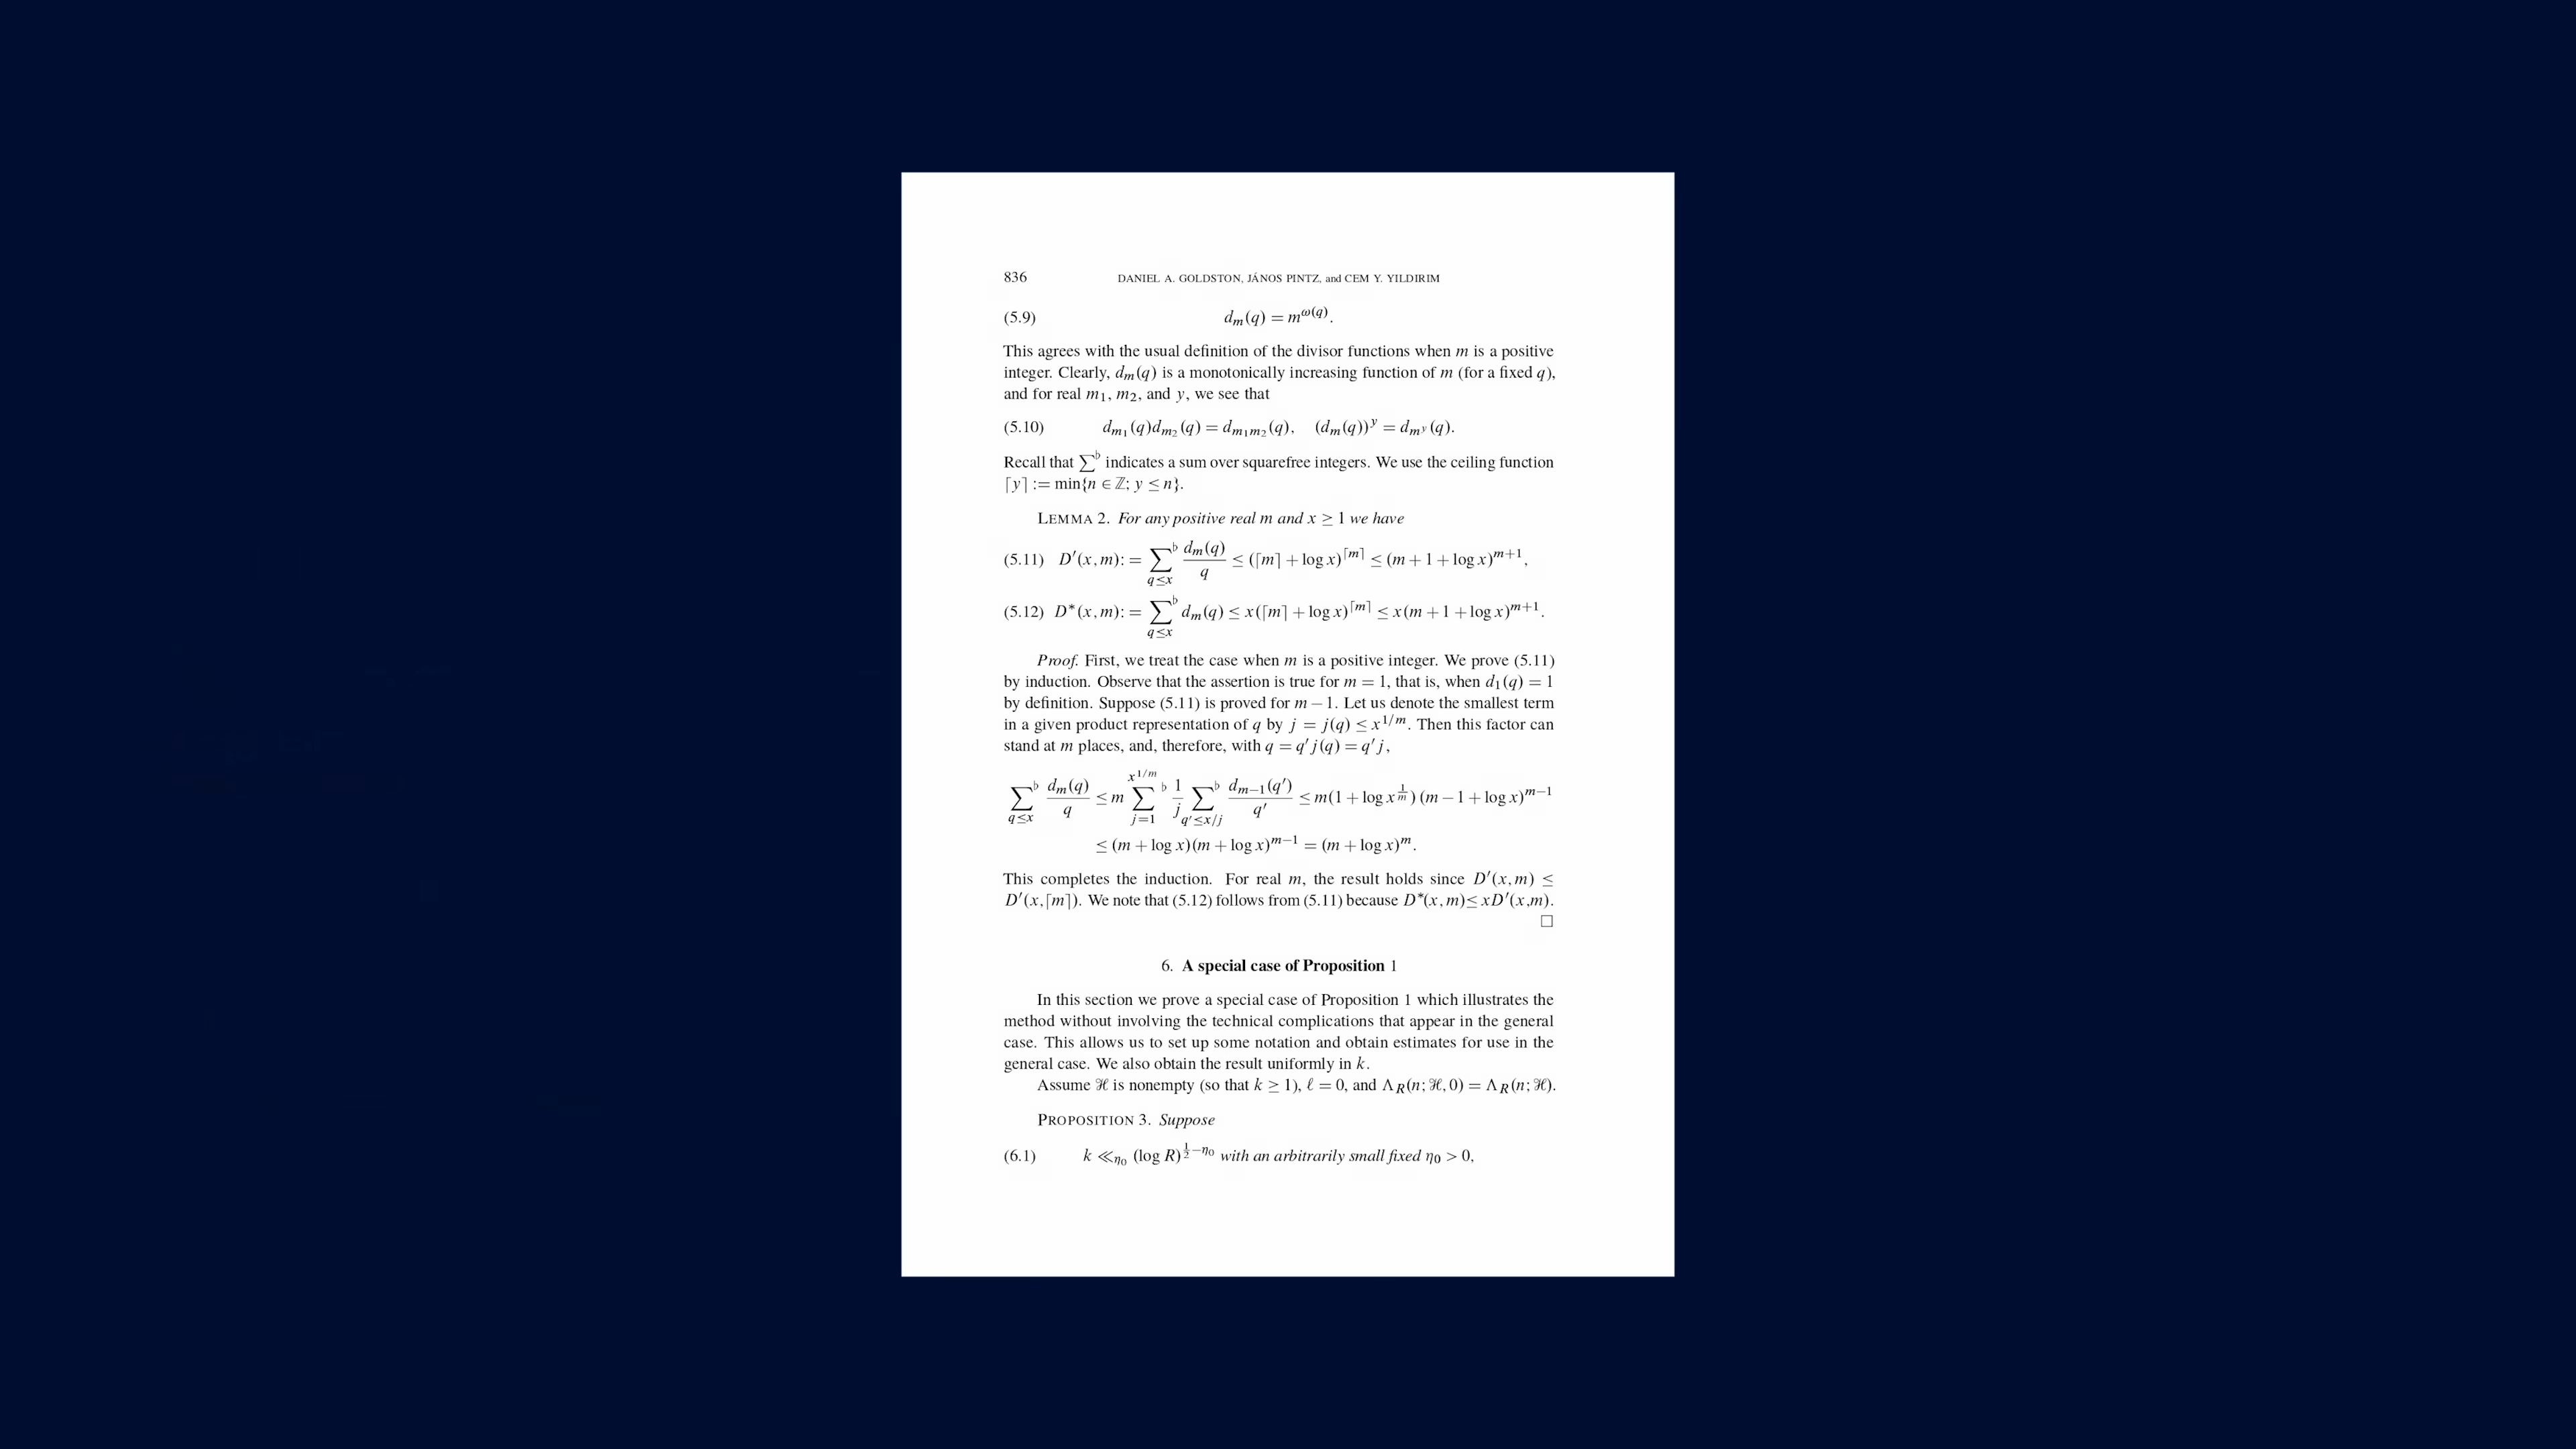 836 DANIEL A. GOLDSTON, JÁNOS PINTZ, and CEM Y. YILDIRIM
(5.9) d_m(q) = m^{ω(q)}.
This agrees with the usual definition of the divisor functions when m is a positive
integer. Clearly, d_m(q) is a monotonically increasing function of m (for a fixed q),
and for real m_1, m_2, and y, we see that
(5.10) d_{m_1}(q)d_{m_2}(q) = d_{m_1m_2}(q), (d_m(q))^y = d_{m^y}(q).
Recall that ∑^♭ indicates a sum over squarefree integers. We use the ceiling function
⌈y⌉ := min{n ∈ ℤ; y ≤ n}.
LEMMA 2. For any positive real m and x ≥ 1 we have
(5.11) D′(x,m): = ∑^♭_{q≤x} d_m(q)/q ≤ (⌈m⌉ + log x)^{⌈m⌉} ≤ (m + 1 + log x)^{m+1},
(5.12) D*(x,m): = ∑^♭_{q≤x} d_m(q) ≤ x(⌈m⌉ + log x)^{⌈m⌉} ≤ x(m + 1 + log x)^{m+1}.
Proof. First, we treat the case when m is a positive integer. We prove (5.11)
by induction. Observe that the assertion is true for m = 1, that is, when d_1(q) = 1
by definition. Suppose (5.11) is proved for m − 1. Let us denote the smallest term
in a given product representation of q by j = j(q) ≤ x^{1/m}. Then this factor can
stand at m places, and, therefore, with q = q′j(q) = q′j,
∑^♭_{q≤x} d_m(q)/q ≤ m ∑^♭_{j=1}^{x^{1/m}} 1/j ∑^♭_{q′≤x/j} d_{m−1}(q′)/q′ ≤ m(1 + log x^{1/m})(m − 1 + log x)^{m−1}
≤ (m + log x)(m + log x)^{m−1} = (m + log x)^m.
This completes the induction. For real m, the result holds since D′(x,m) ≤
D′(x,⌈m⌉). We note that (5.12) follows from (5.11) because D*(x,m) ≤ xD′(x,m).
□
6. A special case of Proposition 1
In this section we prove a special case of Proposition 1 which illustrates the
method without involving the technical complications that appear in the general
case. This allows us to set up some notation and obtain estimates for use in the
general case. We also obtain the result uniformly in k.
Assume ℋ is nonempty (so that k ≥ 1), ℓ = 0, and Λ_R(n; ℋ, 0) = Λ_R(n; ℋ).
PROPOSITION 3. Suppose
(6.1) k ≪_{η_0} (log R)^{1/2−η_0} with an arbitrarily small fixed η_0 > 0,